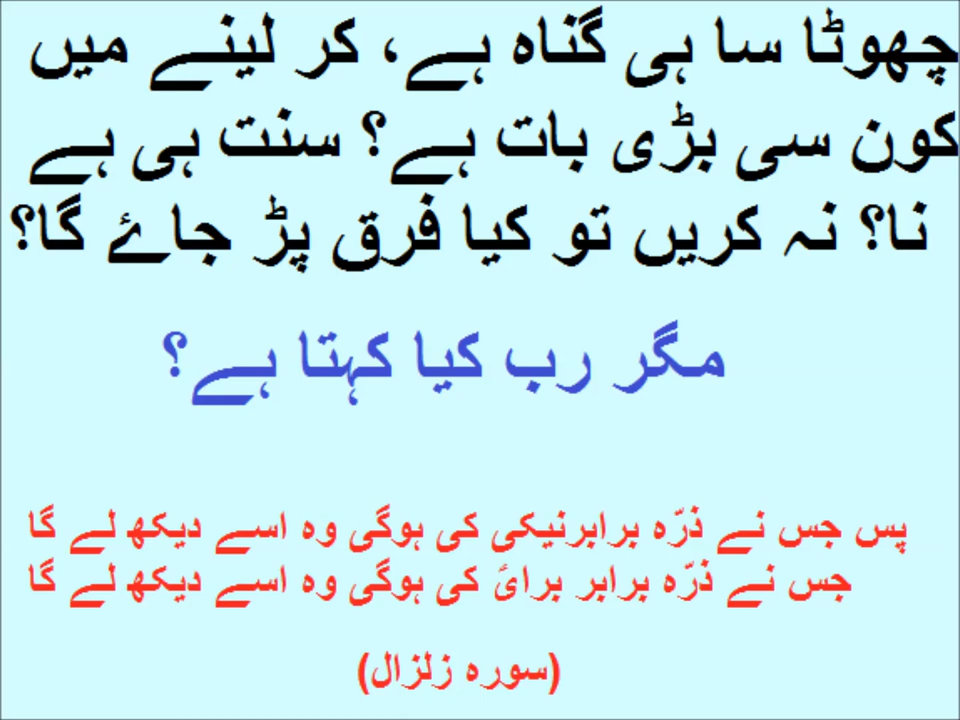 چھوٹا سا ہی گناہ ہے، کر لینے میں
کون سی بڑی بات ہے؟ سنت ہی ہے
نا؟ نہ کریں تو کیا فرق پڑ جاۓ گا؟
مگر رب کیا کہتا ہے؟
پس جس نے ذرّہ برابرنیکی کی ہوگی وہ اسے دیکھ لے گا
جس نے ذرّہ برابر برائ کی ہوگی وہ اسے دیکھ لے گا
(سورہ زلزال)